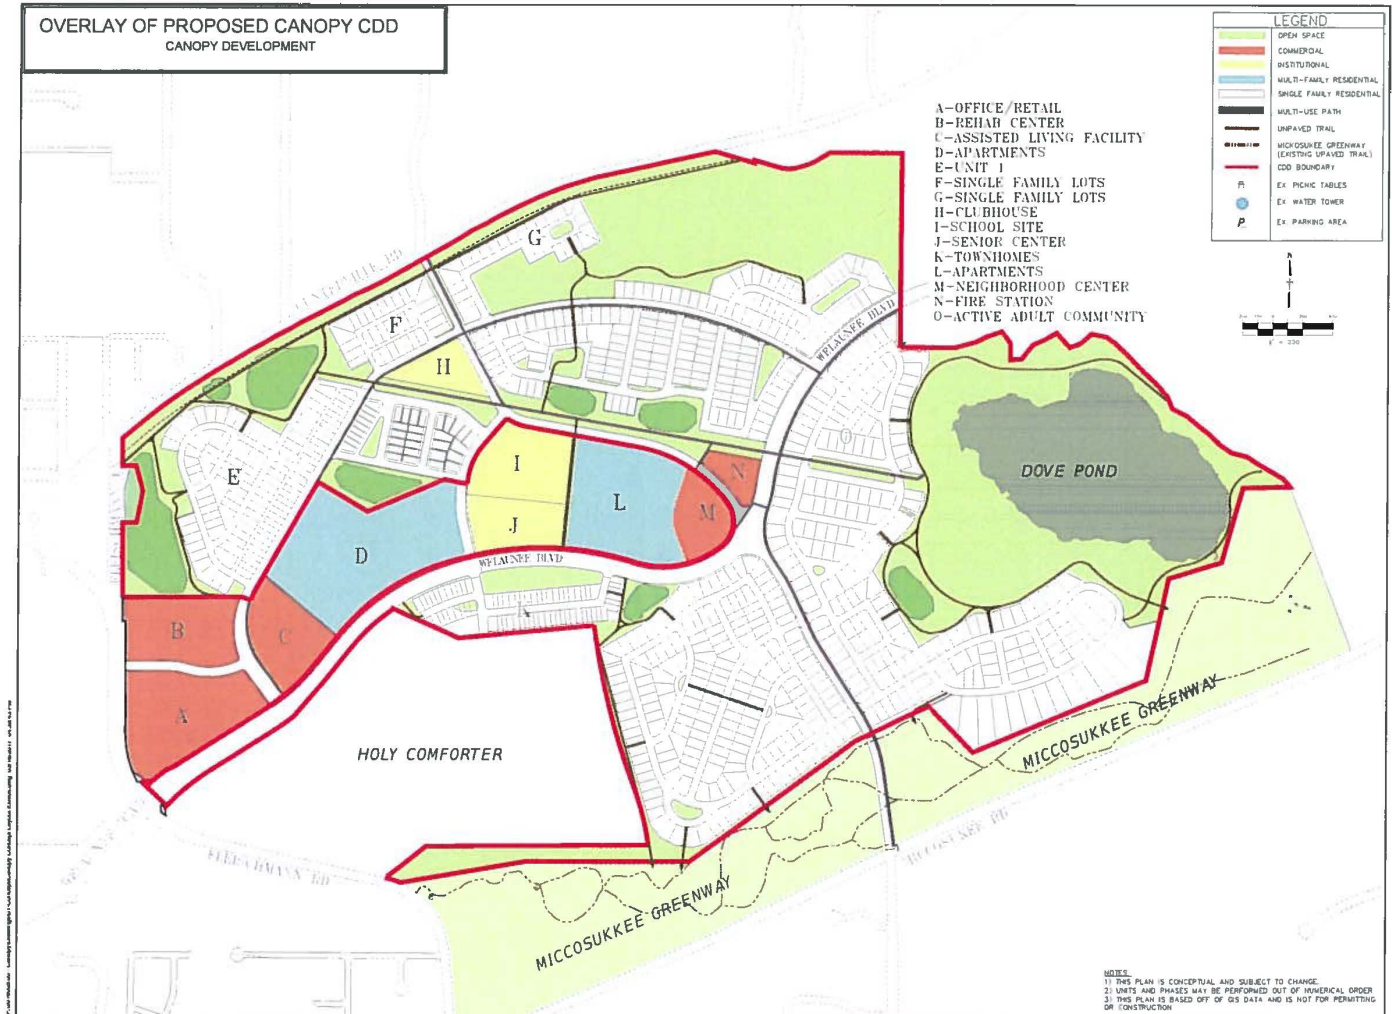 OVERLAY OF PROPOSED CANOPY CDD
CANOPY DEVELOPMENT
LEGEND
OPEN SPACE
COMMERCIAL
INSTITUTIONAL
MULTI-FAMILY RESIDENTIAL
SINGLE FAMILY RESIDENTIAL
MULTI-USE PATH
UNPAVED TRAIL
MICKOSUKEE GREENWAY
(EXISTING UPAVED TRAIL)
CDD BOUNDARY
EX PICNIC TABLES
EX WATER TOWER
P
EX PARKING AREA
A-OFFICE/RETAIL
B-REHAB CENTER
C-ASSISTED LIVING FACILITY
D-APARTMENTS
E-UNIT 1
F-SINGLE FAMILY LOTS
G-SINGLE FAMILY LOTS
H-CLUBHOUSE
I-SCHOOL SITE
J-SENIOR CENTER
K-TOWNHOMES
L-APARTMENTS
M-NEIGHBORHOOD CENTER
N-FIRE STATION
O-ACTIVE ADULT COMMUNITY
N
G
F
H
WELAUNEE BLVD
E
I
L
N
M
O
DOVE POND
J
D
WELAUNEE BLVD
K
B
C
A
HOLY COMFORTER
MICCOSUKKEE GREENWAY
FLEISCHMANN RD
MICCOSUKKEE GREENWAY
NOTES
1) THIS PLAN IS CONCEPTUAL AND SUBJECT TO CHANGE.
2) UNITS AND PHASES MAY BE PERFORMED OUT OF NUMERICAL ORDER
3) THIS PLAN IS BASED OFF OF GIS DATA AND IS NOT FOR PERMITTING
OR CONSTRUCTION